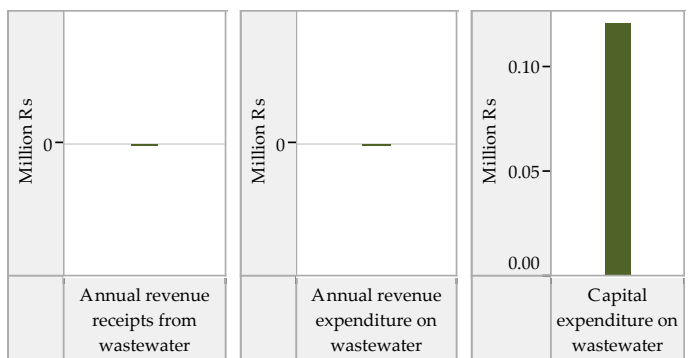 Million Rs
0
Annual revenue
receipts from
wastewater
Million Rs
0
Annual revenue
expenditure on
wastewater
Million Rs
0.10
0.05
0.00
Capital
expenditure on
wastewater